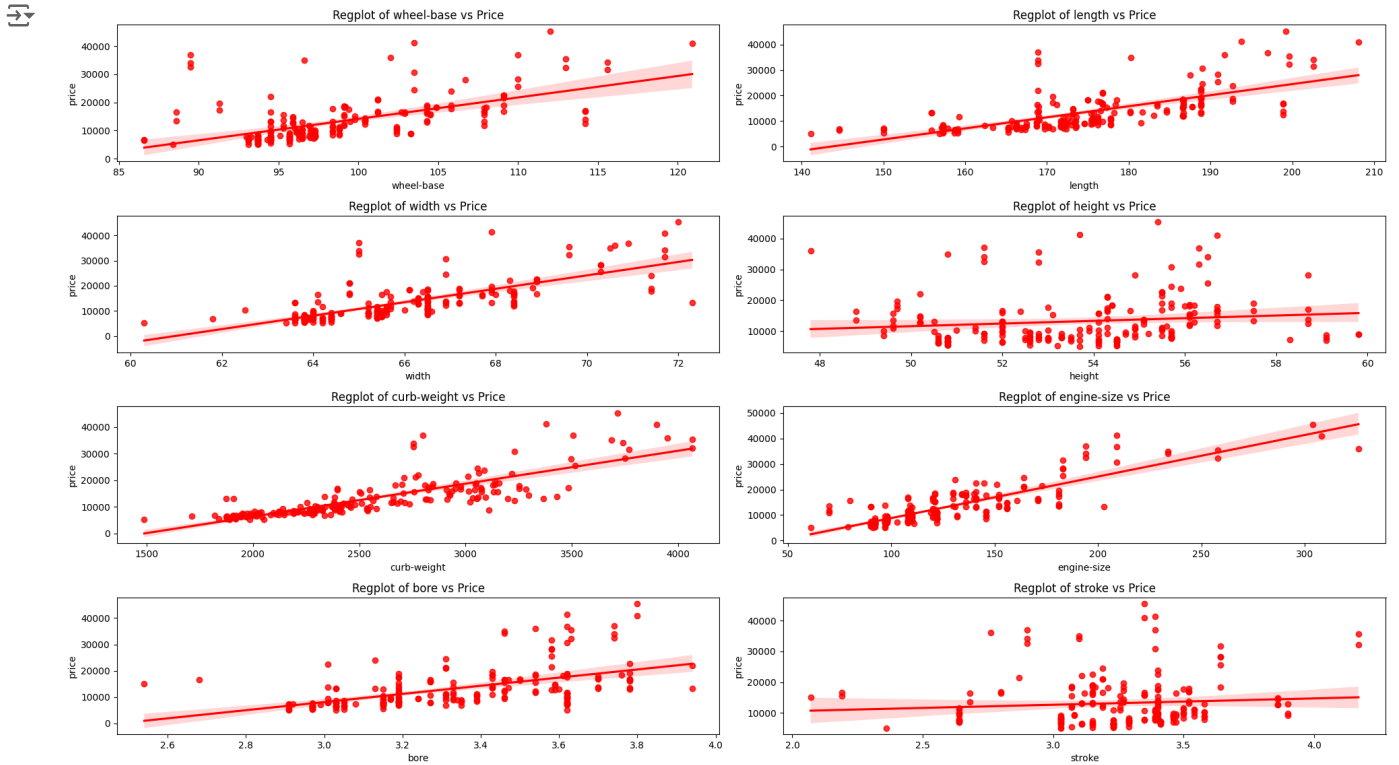 Regplot of wheel-base vs Price
price
40000
30000
20000
10000
0
85 90 95 100 105 110 115 120
wheel-base
Regplot of length vs Price
price
40000
30000
20000
10000
0
140 150 160 170 180 190 200 210
length
Regplot of width vs Price
price
40000
30000
20000
10000
0
60 62 64 66 68 70 72
width
Regplot of height vs Price
price
40000
30000
20000
10000
50 52 54 56 58 60
height
Regplot of curb-weight vs Price
price
40000
30000
20000
10000
0
1500 2000 2500 3000 3500 4000
curb-weight
Regplot of engine-size vs Price
price
50000
40000
30000
20000
10000
0
50 100 150 200 250 300
engine-size
Regplot of bore vs Price
price
40000
30000
20000
10000
0
2.6 2.8 3.0 3.2 3.4 3.6 3.8 4.0
bore
Regplot of stroke vs Price
price
40000
30000
20000
10000
2.0 2.5 3.0 3.5 4.0
stroke